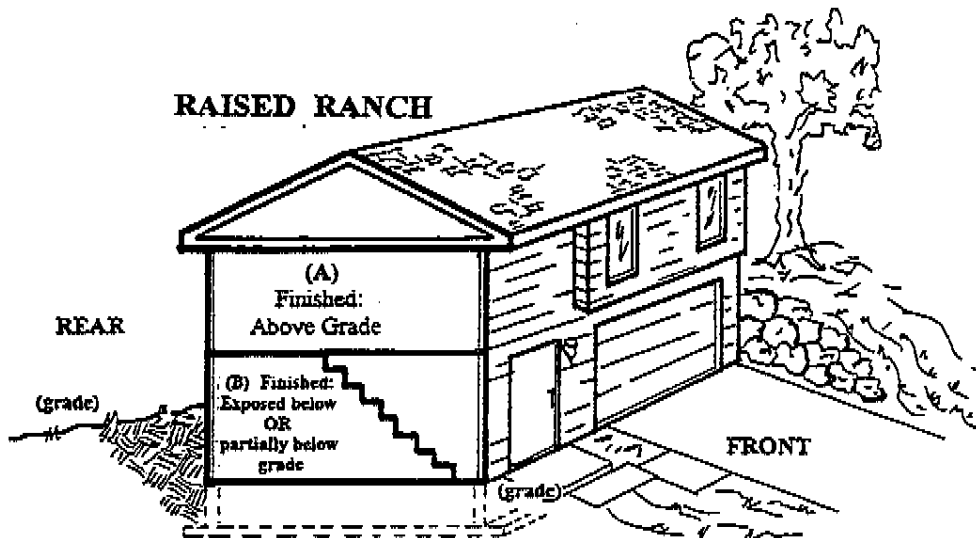 RAISED RANCH
(A)
Finished:
Above Grade
REAR
(B) Finished:
Exposed below
OR
partially below
grade
(grade)
FRONT
(grade)